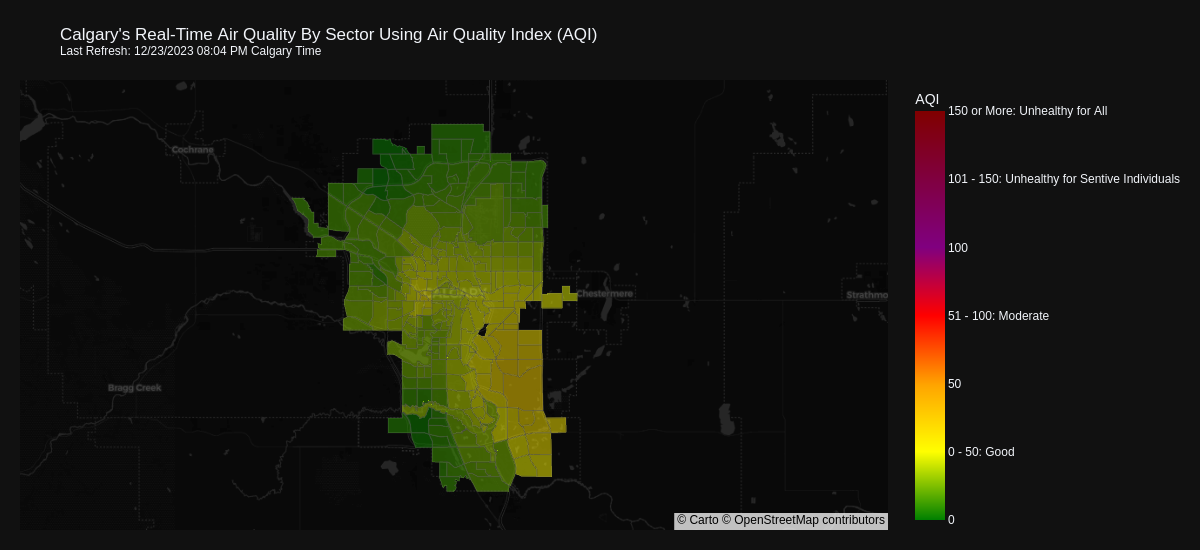 Calgary's Real-Time Air Quality By Sector Using Air Quality Index (AQI)
Last Refresh: 12/23/2023 08:04 PM Calgary Time
AQI
150 or More: Unhealthy for All
101 - 150: Unhealthy for Sentive Individuals
100
51 - 100: Moderate
50
0 - 50: Good
0
Cochrane
CALGARY
Chestermere
Strathmo
Bragg Creek
© Carto © OpenStreetMap contributors